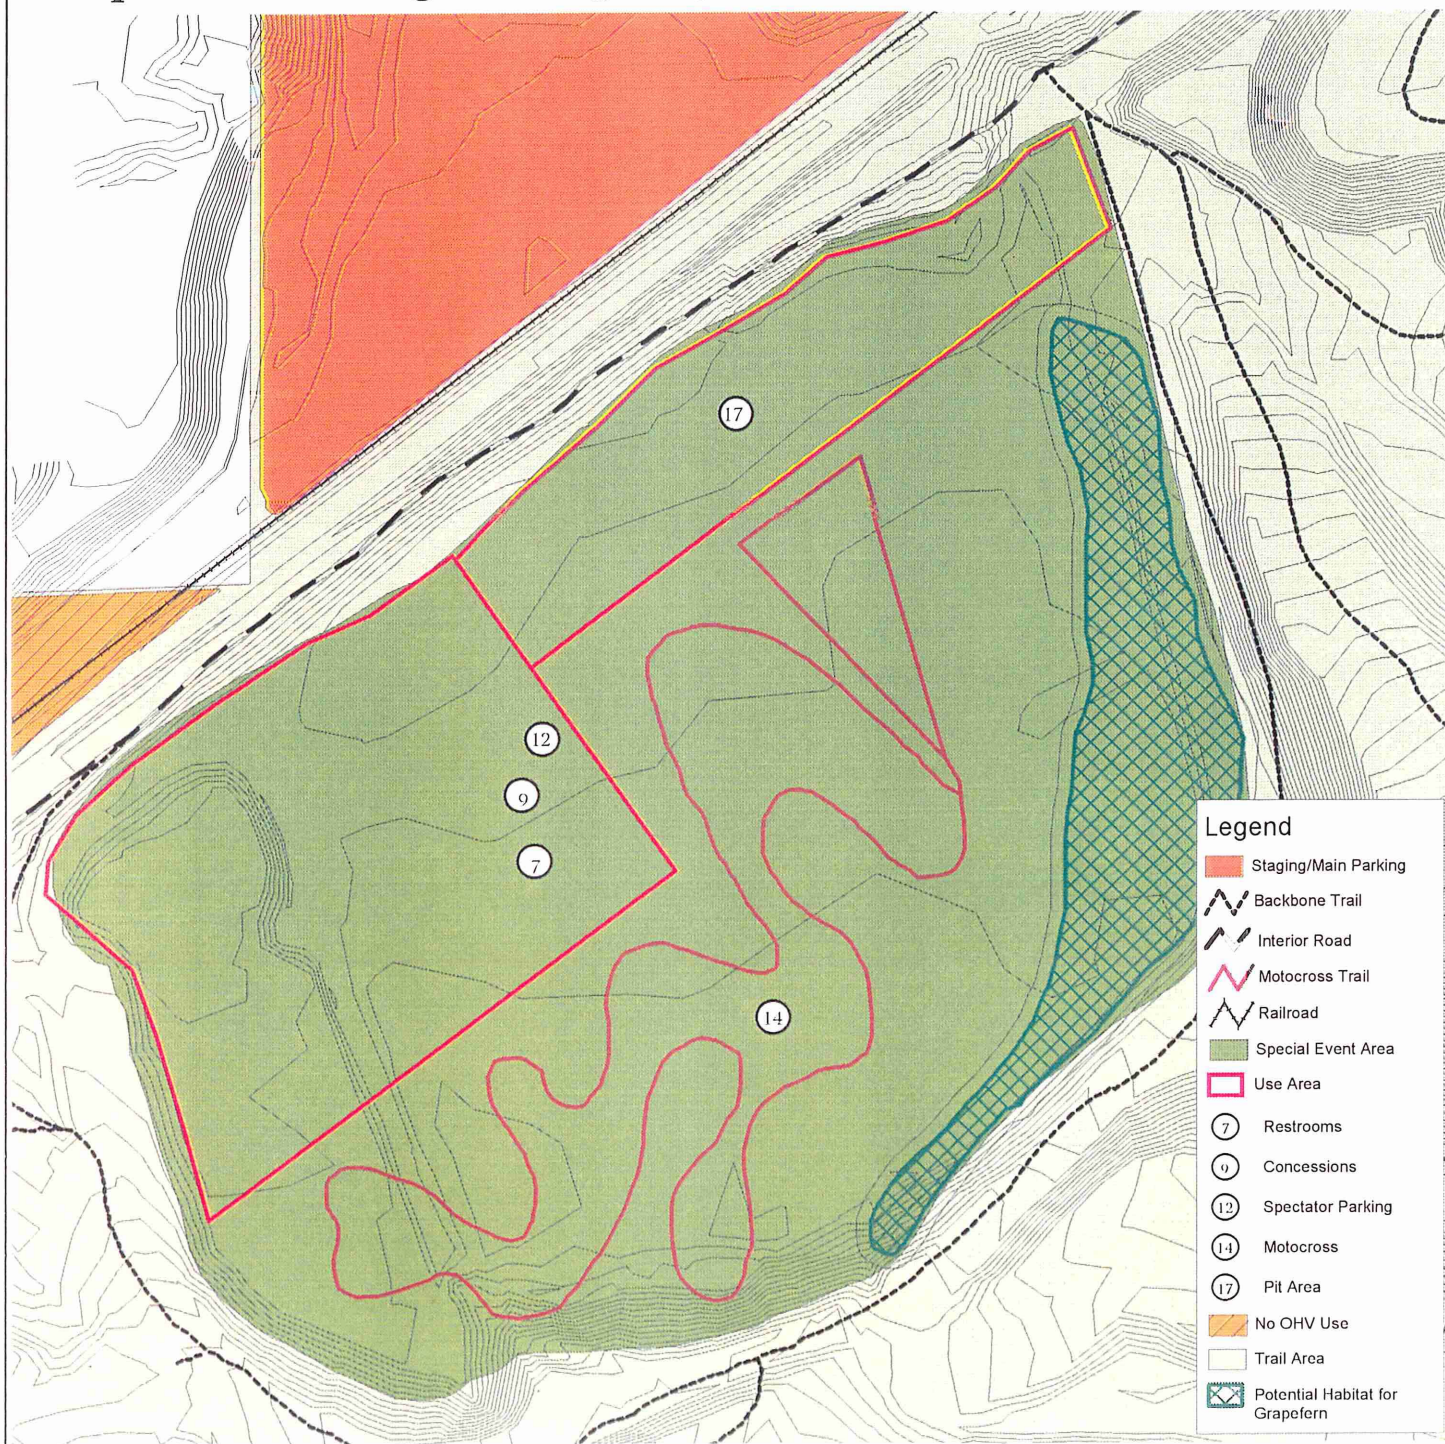 17
12
9
7
14
Legend
Staging/Main Parking
Backbone Trail
Interior Road
Motocross Trail
Railroad
Special Event Area
Use Area
7 Restrooms
9 Concessions
12 Spectator Parking
14 Motocross
17 Pit Area
No OHV Use
Trail Area
Potential Habitat for
Grapefern